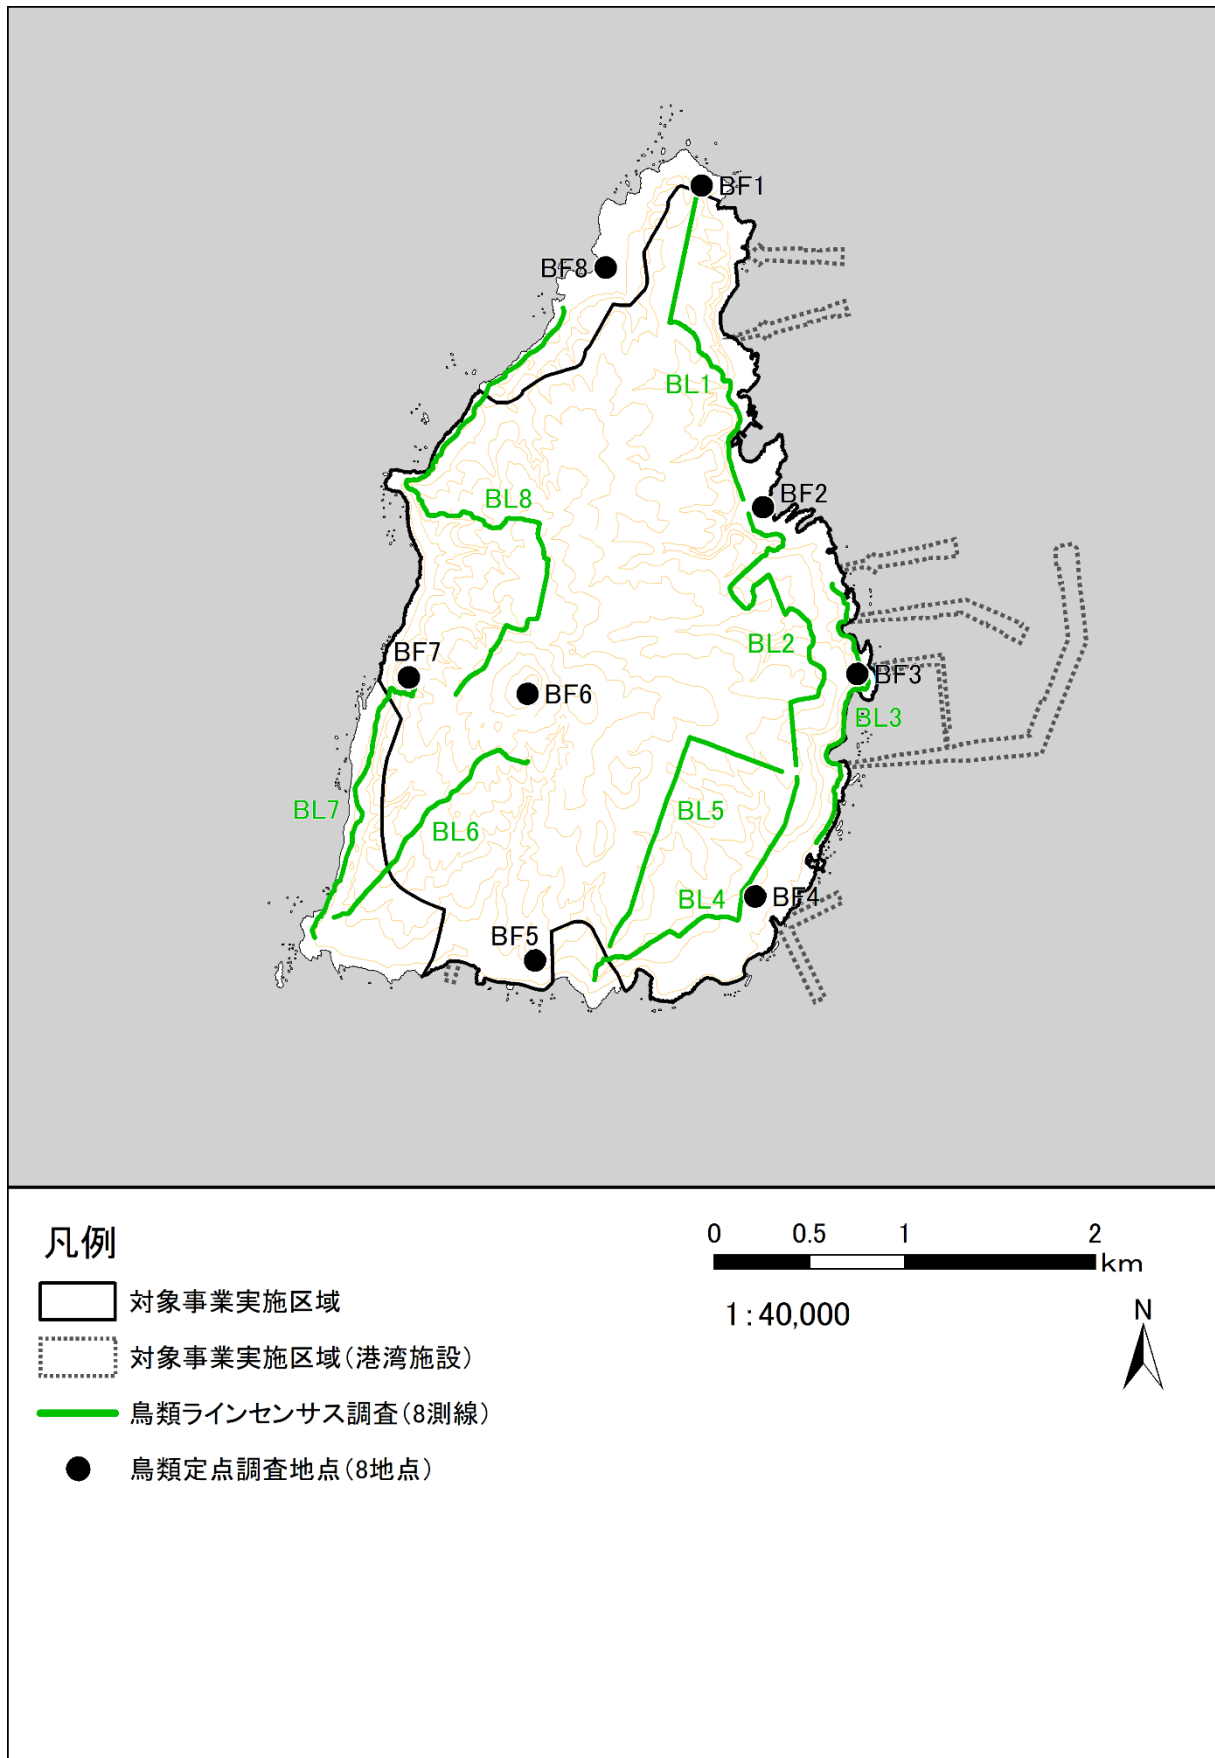 BF1
BF8
BL1
BL8
BF2
BL2
BF7
BF3
BF6
BL3
BL7
BL6
BL5
BL4
BF4
BF5
凡例
対象事業実施区域
対象事業実施区域(港湾施設)
鳥類ラインセンサス調査(8測線)
鳥類定点調査地点(8地点)
0 0.5 1 2
km
1:40,000
N